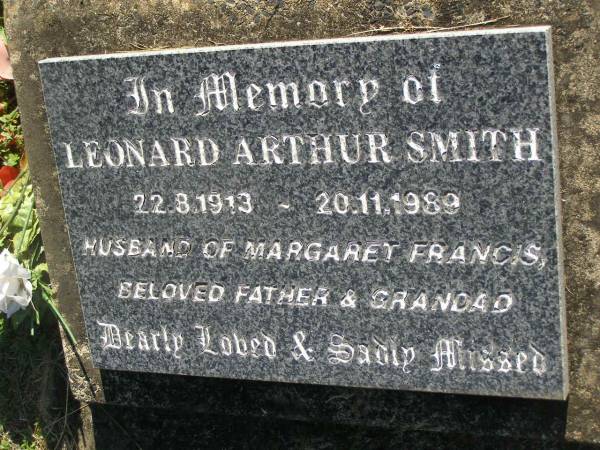 In Memory of
LEONARD ARTHUR SMITH
22.8.1913 - 20.11.1989
HUSBAND OF MARGARET FRANCIS,
BELOVED FATHER & GRANDAD
Dearly Loved & Sadly Missed